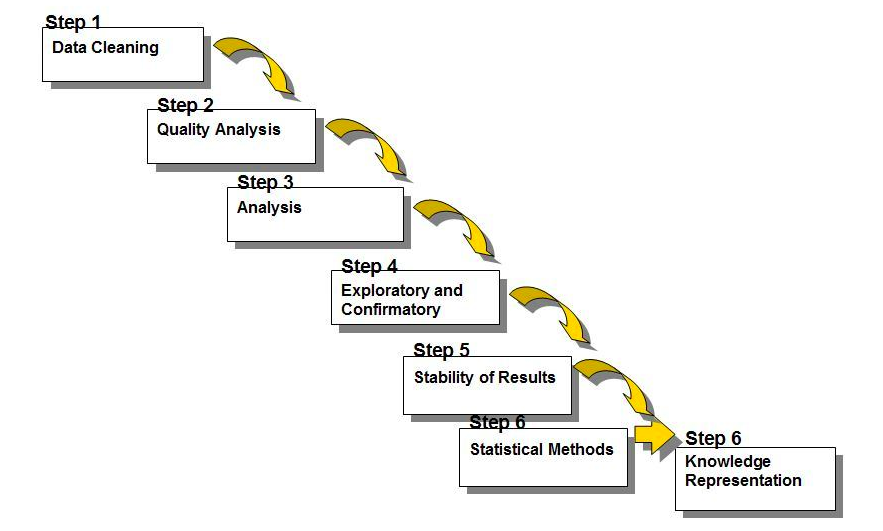 Step 1
Data Cleaning
Step 2
Quality Analysis
Step 3
Analysis
Step 4
Exploratory and
Confirmatory
Step 5
Stability of Results
Step 6
Statistical Methods
Step 6
Knowledge
Representation